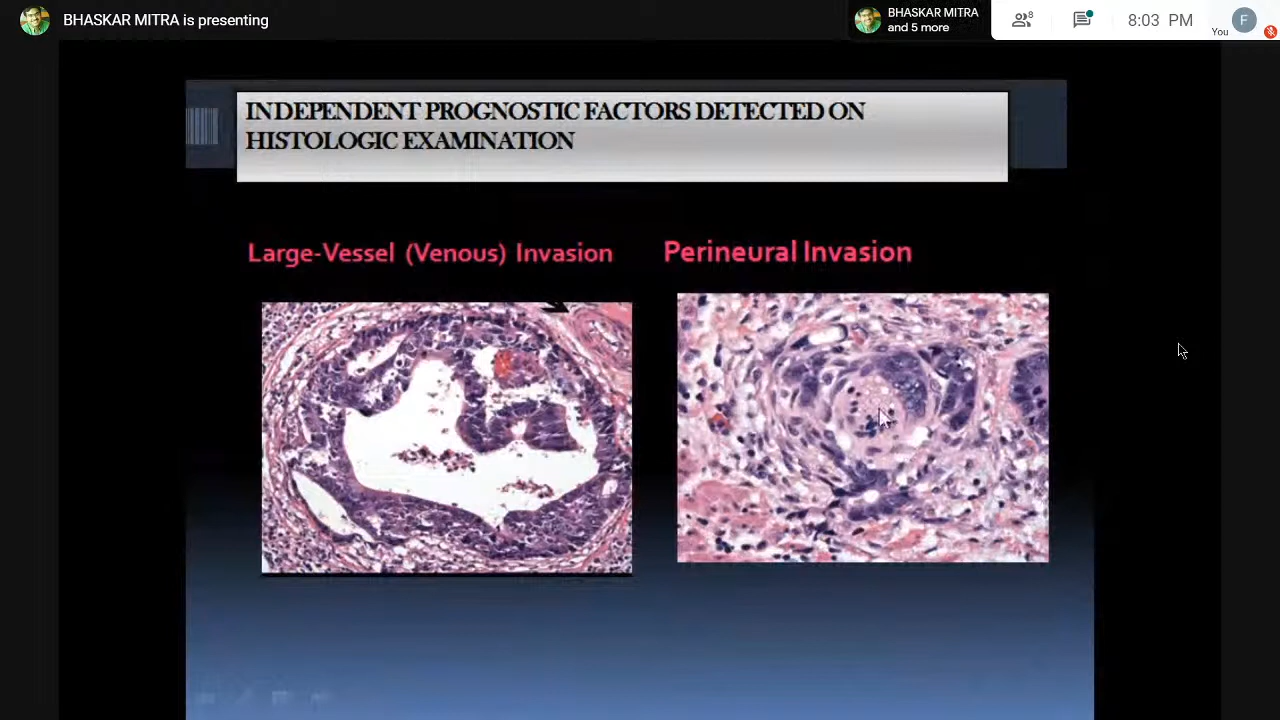 BHASKAR MITRA is presenting
BHASKAR MITRA
and 5 more
8
8:03 PM
You
F
INDEPENDENT PROGNOSTIC FACTORS DETECTED ON
HISTOLOGIC EXAMINATION
Large-Vessel (Venous) Invasion
Perineural Invasion